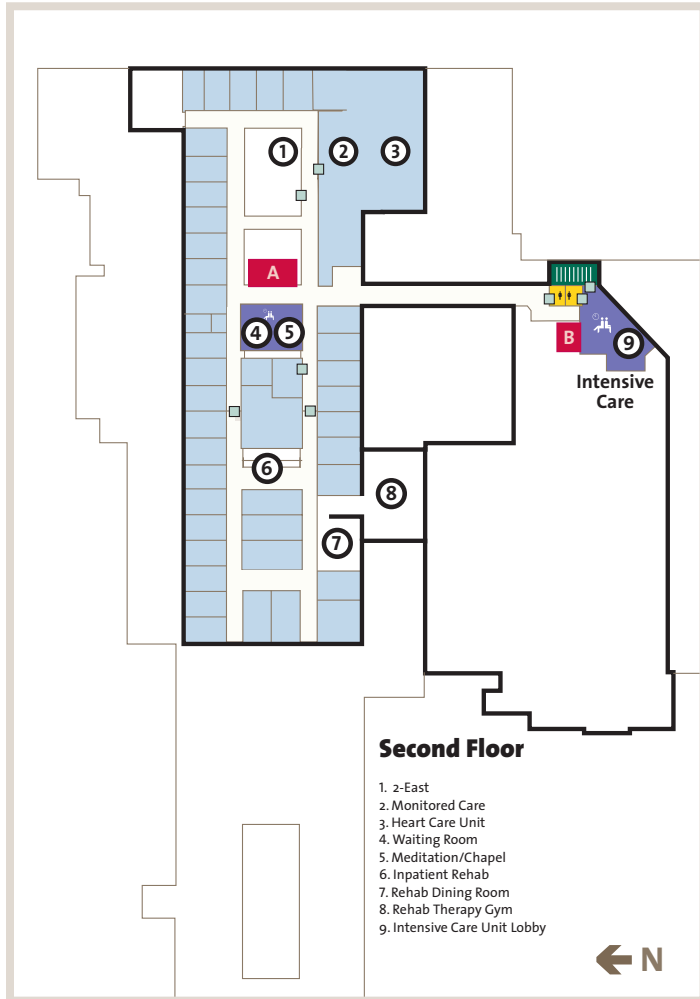 1
2
3
A
4
5
B
9
Intensive
Care
6
8
7
Second Floor
1. 2-East
2. Monitored Care
3. Heart Care Unit
4. Waiting Room
5. Meditation/Chapel
6. Inpatient Rehab
7. Rehab Dining Room
8. Rehab Therapy Gym
9. Intensive Care Unit Lobby
N